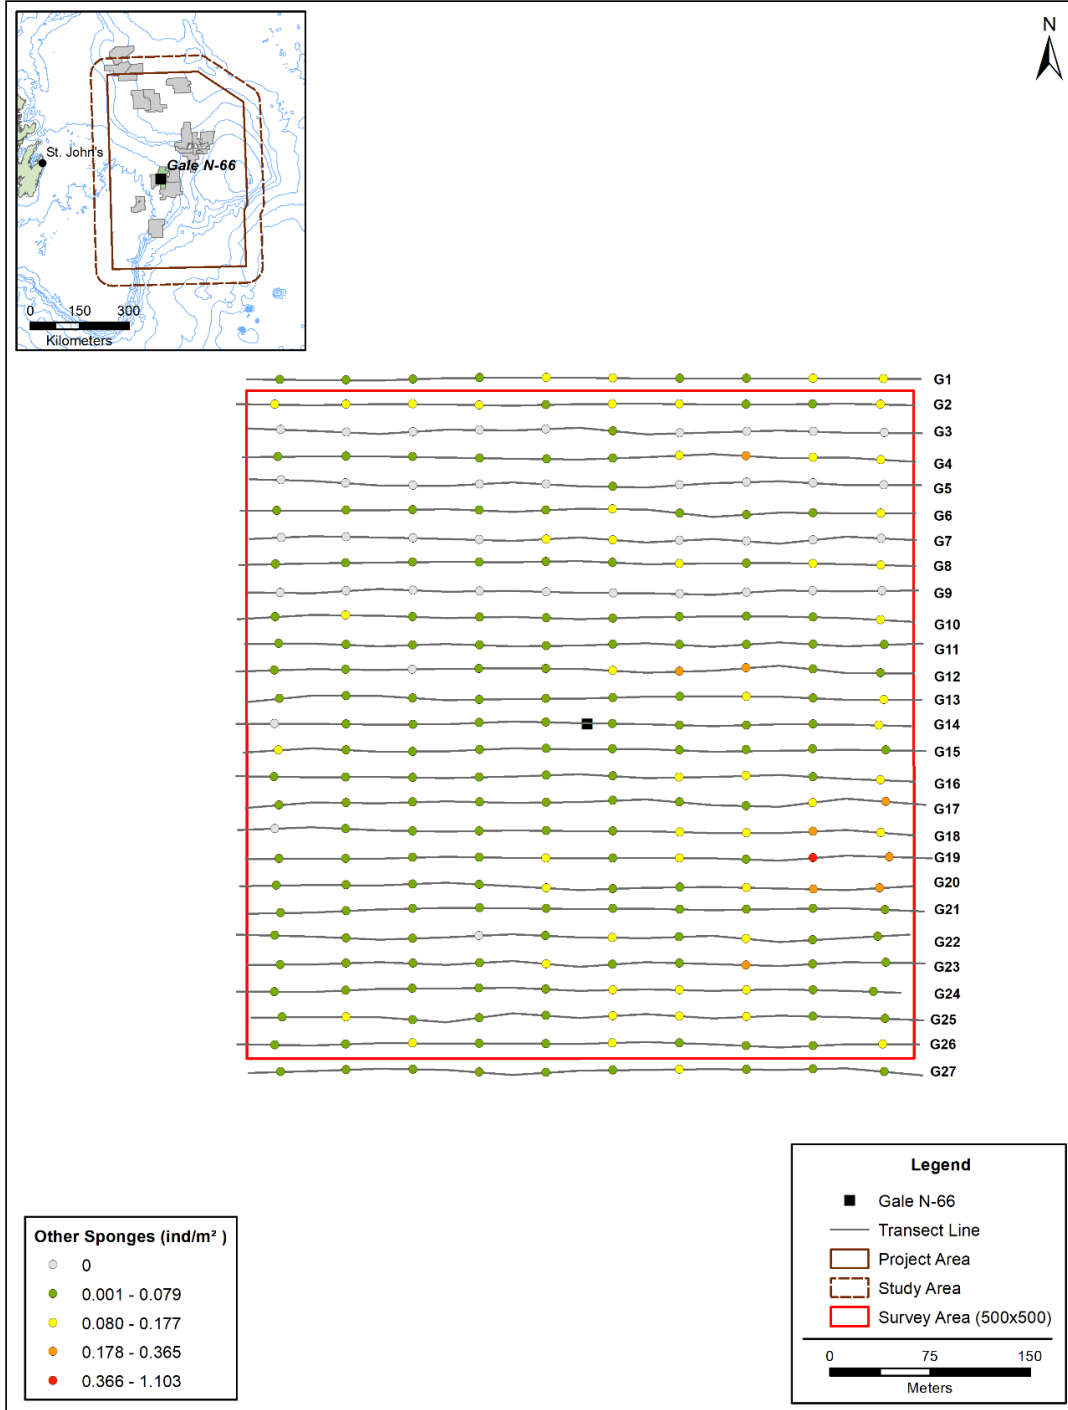 N
St. John's
Gale N-66
0 150 300
Kilometers
G1
G2
G3
G4
G5
G6
G7
G8
G9
G10
G11
G12
G13
G14
G15
G16
G17
G18
G19
G20
G21
G22
G23
G24
G25
G26
G27
Other Sponges (ind/m² )
0
0.001 - 0.079
0.080 - 0.177
0.178 - 0.365
0.366 - 1.103
Legend
Gale N-66
Transect Line
Project Area
Study Area
Survey Area (500x500)
0 75 150
Meters